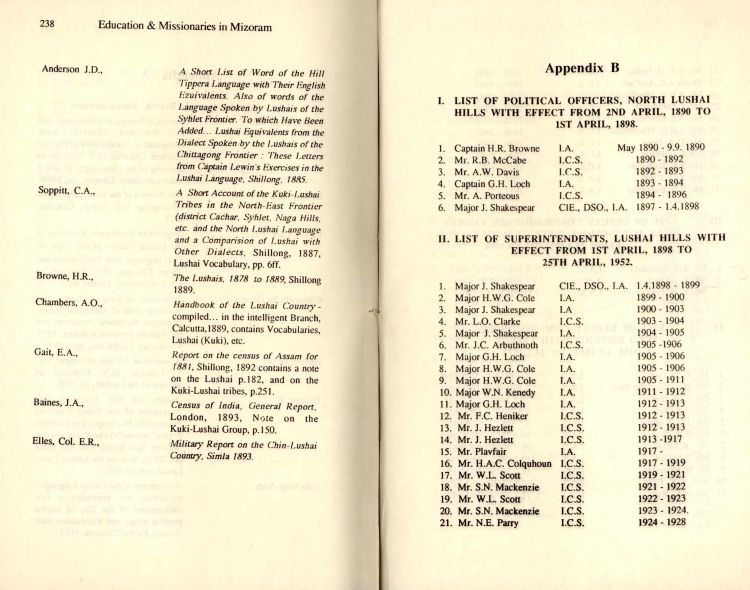 238
Education & Missionaries in Mizoram
Anderson J.D.,
A Short List of Word of the Hill
Tippera Language with Their English
Ezuivalents. Also of words of the
Language Spoken by Lushais of the
Syhlet Frontier. To which Have Been
Added... Lushai Equivalents from the
Dialect Spoken by the Lushais of the
Chittagong Frontier : These Letters
from Captain Lewin's Exercises in the
Lushai Language, Shillong, 1885.
Soppitt, C.A.,
A Short Account of the Kuki-Lushai
Tribes in the North-East Frontier
(district Cachar, Syhlet, Naga Hills,
etc. and the North Lushai Language
and a Comparision of Lushai with
Other Dialects, Shillong, 1887,
Lushai Vocabulary, pp. 6ff.
Browne, H.R.,
The Lushais, 1878 to 1889, Shillong
1889.
Chambers, A.O.,
Handbook of the Lushai Country -
compiled... in the intelligent Branch,
Calcutta,1889, contains Vocabularies,
Lushai (Kuki), etc.
Gait, E.A.,
Report on the census of Assam for
1881, Shillong, 1892 contains a note
on the Lushai p.182, and on the
Kuki-Lushai tribes, p.251.
Baines, J.A.,
Census of India, General Report,
London, 1893, Note on the
Kuki-Lushai Group, p.150.
Elles, Col. E.R.,
Military Report on the Chin-Lushai
Country, Simla 1893.
Appendix B
I. LIST OF POLITICAL OFFICERS, NORTH LUSHAI
HILLS WITH EFFECT FROM 2ND APRIL, 1890 TO
1ST APRIL, 1898.
1. Captain H.R. Browne I.A. May 1890 - 9.9. 1890
2. Mr. R.B. McCabe I.C.S. 1890 - 1892
3. Mr. A.W. Davis I.C.S. 1892 - 1893
4. Captain G.H. Loch I.A. 1893 - 1894
5. Mr. A. Porteous I.C.S. 1894 - 1896
6. Major J. Shakespear CIE., DSO., I.A. 1897 - 1.4.1898
II. LIST OF SUPERINTENDENTS, LUSHAI HILLS WITH
EFFECT FROM 1ST APRIL, 1898 TO
25TH APRIL, 1952.
1. Major J. Shakespear CIE., DSO., I.A. 1.4.1898 - 1899
2. Major H.W.G. Cole I.A. 1899 - 1900
3. Major J. Shakespear IA 1900 - 1903
4. Mr. L.O. Clarke I.C.S. 1903 - 1904
5. Major J. Shakespear I.A. 1904 - 1905
6. Mr. J.C. Arbuthnoth I.C.S. 1905 -1906
7. Major G.H. Loch I.A. 1905 - 1906
8. Major H.W.G. Cole I.A. 1905 - 1906
9. Major H.W.G. Cole I.A. 1905 - 1911
10. Major W.N. Kenedy I.A. 1911 - 1912
11. Major G.H. Loch I.A. 1912 - 1913
12. Mr. F.C. Heniker I.C.S. 1912 - 1913
13. Mr. J. Hezlett I.C.S. 1912 - 1913
14. Mr. J. Hezlett I.C.S. 1913 -1917
15. Mr. Plavfair I.A. 1917 -
16. Mr. H.A.C. Colquhoun I.C.S. 1917 - 1919
17. Mr. W.L. Scott I.C.S. 1919 - 1921
18. Mr. S.N. Mackenzie I.C.S. 1921 - 1922
19. Mr. W.L. Scott I.C.S. 1922 - 1923
20. Mr. S.N. Mackenzie I.C.S. 1923 - 1924.
21. Mr. N.E. Parry I.C.S. 1924 - 1928